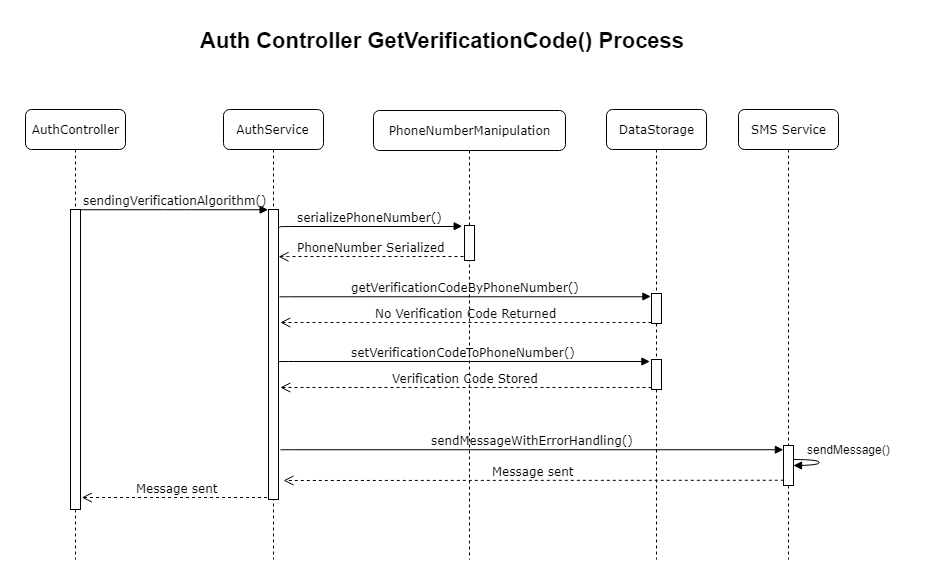 Auth Controller GetVerificationCode() Process
AuthController
AuthService
PhoneNumberManipulation
DataStorage
SMS Service
sendingVerificationAlgorithm()
serializePhoneNumber()
PhoneNumber Serialized
getVerificationCodeByPhoneNumber()
No Verification Code Returned
setVerificationCodeToPhoneNumber()
Verification Code Stored
sendMessageWithErrorHandling()
sendMessage()
Message sent
Message sent